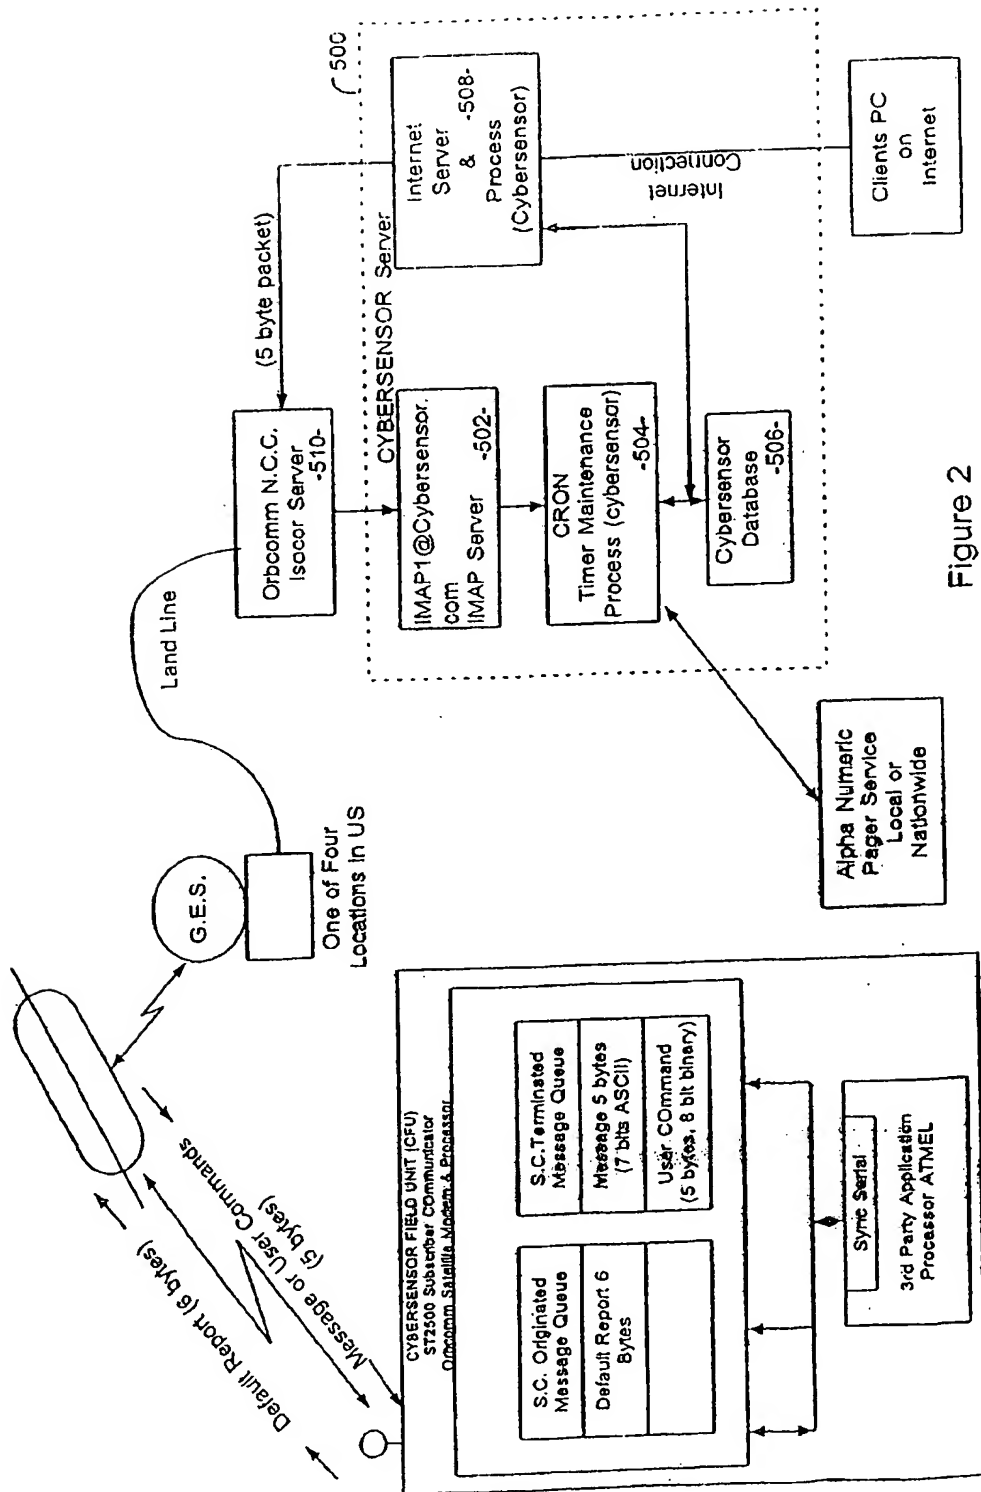 Default Report (6 bytes)
Message or User Commands
(5 bytes)
G.E.S.
One of Four
Locations In US
Land Line
Orbcomm N.C.C.
Isocor Server
-510-
(5 byte packet)
500
CYBERSENSOR Server
IMAP1@Cybersensor.
com
IMAP Server -502-
CRON
Timer Maintenance
Process (cybersensor)
-504-
Cybersensor
Database
-506-
Internet
Server
& -508-
Process
(Cybersensor)
Internet
Connection
Clients PC
on
Internet
Alpha Numeric
Pager Service
Local or
Nationwide
CYBERSENSOR FIELD UNIT (CFU)
ST2500 Subscriber COmmunicator
Orbcomm Satellite Modem & Processor
S.C. Originated
Message Queue
Default Report 6
Bytes
S.C.Terminated
Message Queue
Message 5 bytes
(7 bits ASCII)
User COmmand
(5 bytes, 8 bit binary)
Sync Serial
3rd Party Application
Processor ATMEL
Figure 2